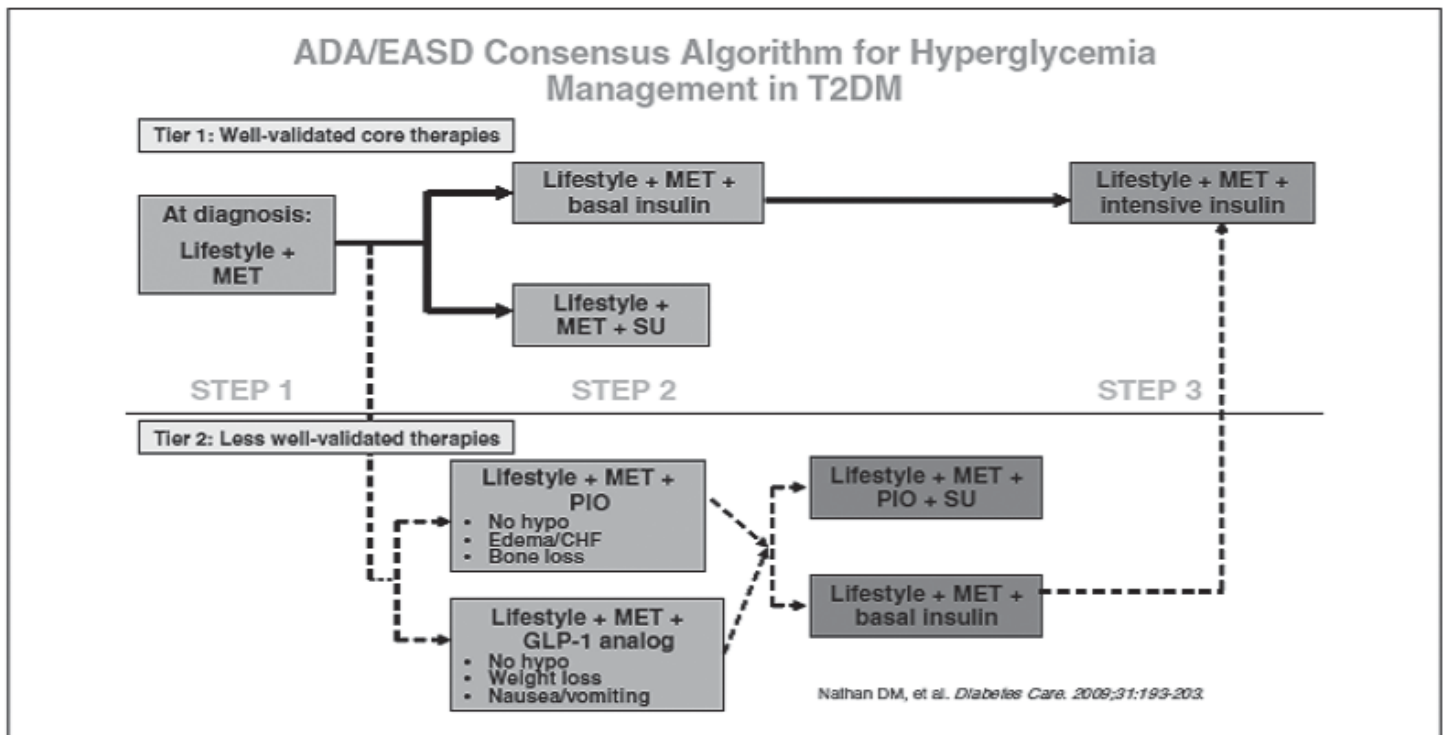 ADA/EASD Consensus Algorithm for Hyperglycemia
Management in T2DM
Tier 1: Well-validated core therapies
At diagnosis:
Lifestyle +
MET
Lifestyle + MET +
basal insulin
Lifestyle +
MET + SU
Lifestyle + MET +
intensive insulin
STEP 1
STEP 2
STEP 3
Tier 2: Less well-validated therapies
Lifestyle + MET +
PIO
• No hypo
• Edema/CHF
• Bone loss
Lifestyle + MET +
GLP-1 analog
• No hypo
• Weight loss
• Nausea/vomiting
Lifestyle + MET +
PIO + SU
Lifestyle + MET +
basal insulin
Nathan DM, et al. Diabetes Care. 2009;31:193-203.